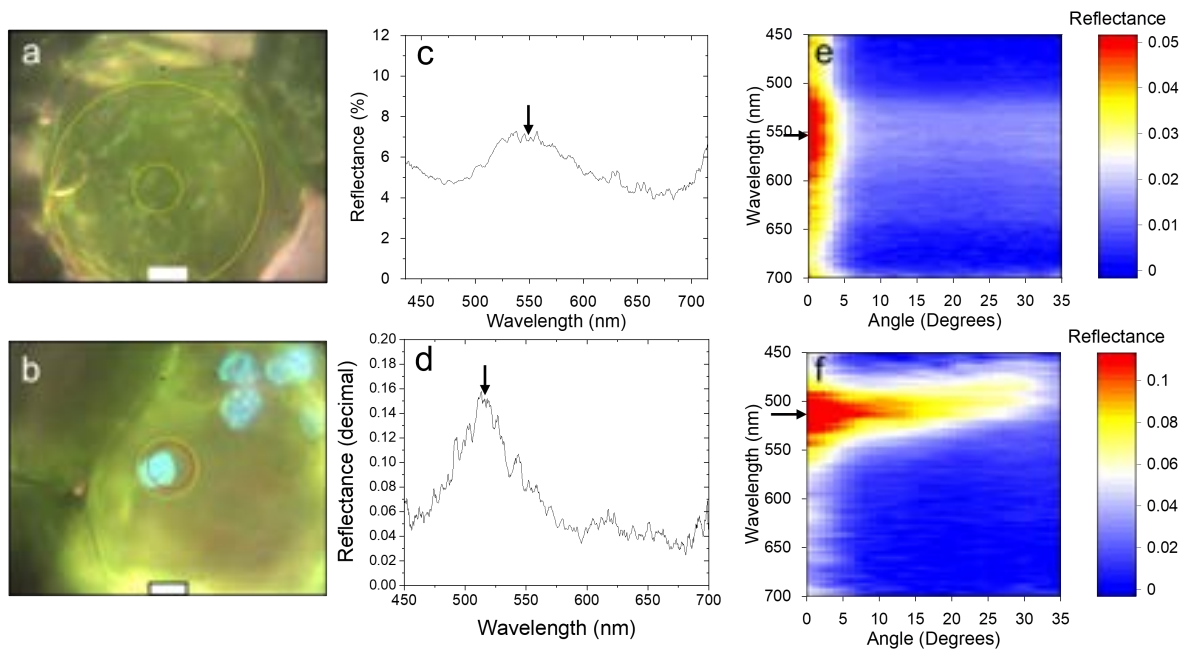 a
b
c
12
10
8
6
4
2
0
Reflectance (%)
450 500 550 600 650 700
Wavelength (nm)
d
0.20
0.18
0.16
0.14
0.12
0.10
0.08
0.06
0.04
0.02
0.00
Reflectance (decimal)
450 500 550 600 650 700
Wavelength (nm)
e
450
500
550
600
650
700
Wavelength (nm)
0 5 10 15 20 25 30 35
Angle (Degrees)
Reflectance
0.05
0.04
0.03
0.02
0.01
0
f
450
500
550
600
650
700
Wavelength (nm)
0 5 10 15 20 25 30 35
Angle (Degrees)
Reflectance
0.1
0.08
0.06
0.04
0.02
0